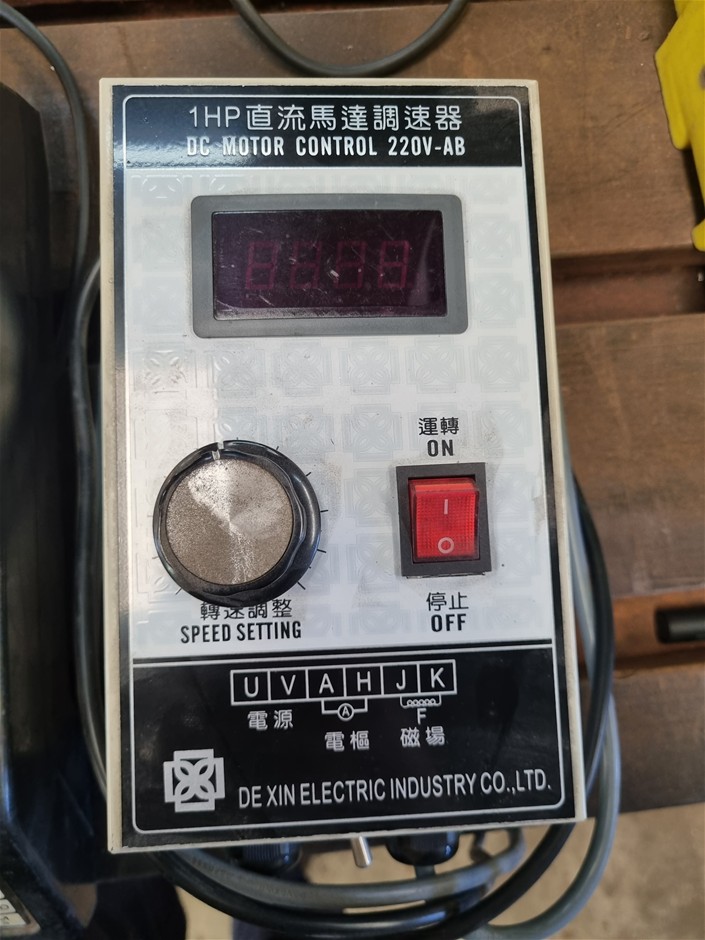 1HP直流馬達調速器
DC MOTOR CONTROL 220V-AB
運轉
ON
I
O
停止
OFF
轉速調整
SPEED SETTING
U V A H J K
A
F
電源
電樞
磁場
DE XIN ELECTRIC INDUSTRY CO.,LTD.